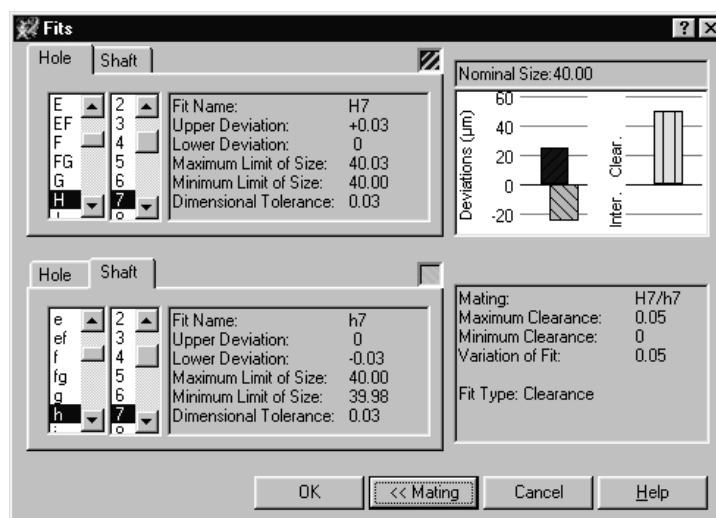 Fits
Hole Shaft
E
EF
F
FG
G
H
2
3
4
5
6
7
Fit Name: H7
Upper Deviation: +0.03
Lower Deviation: 0
Maximum Limit of Size: 40.03
Minimum Limit of Size: 40.00
Dimensional Tolerance: 0.03
Nominal Size:40.00
Deviations (µm)
60
40
20
0
-20
Inter. Clear.
Hole Shaft
e
ef
f
fg
g
h
2
3
4
5
6
7
Fit Name: h7
Upper Deviation: 0
Lower Deviation: -0.03
Maximum Limit of Size: 40.00
Minimum Limit of Size: 39.98
Dimensional Tolerance: 0.03
Mating: H7/h7
Maximum Clearance: 0.05
Minimum Clearance: 0
Variation of Fit: 0.05
Fit Type: Clearance
OK << Mating Cancel Help